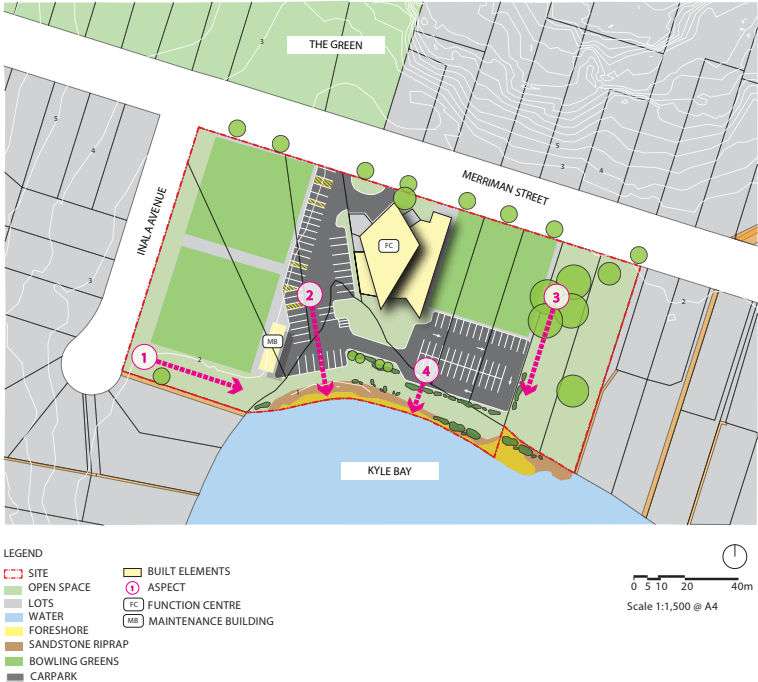 THE GREEN
3
5
4
5
3
4
MERRIMAN STREET
INALA AVENUE
FC
3
2
3
2
MB
1
2
4
1
KYLE BAY
LEGEND
SITE
OPEN SPACE
LOTS
WATER
FORESHORE
SANDSTONE RIPRAP
BOWLING GREENS
CARPARK
BUILT ELEMENTS
1 ASPECT
FC FUNCTION CENTRE
MB MAINTENANCE BUILDING
0 5 10 20 40m
Scale 1:1,500 @ A4